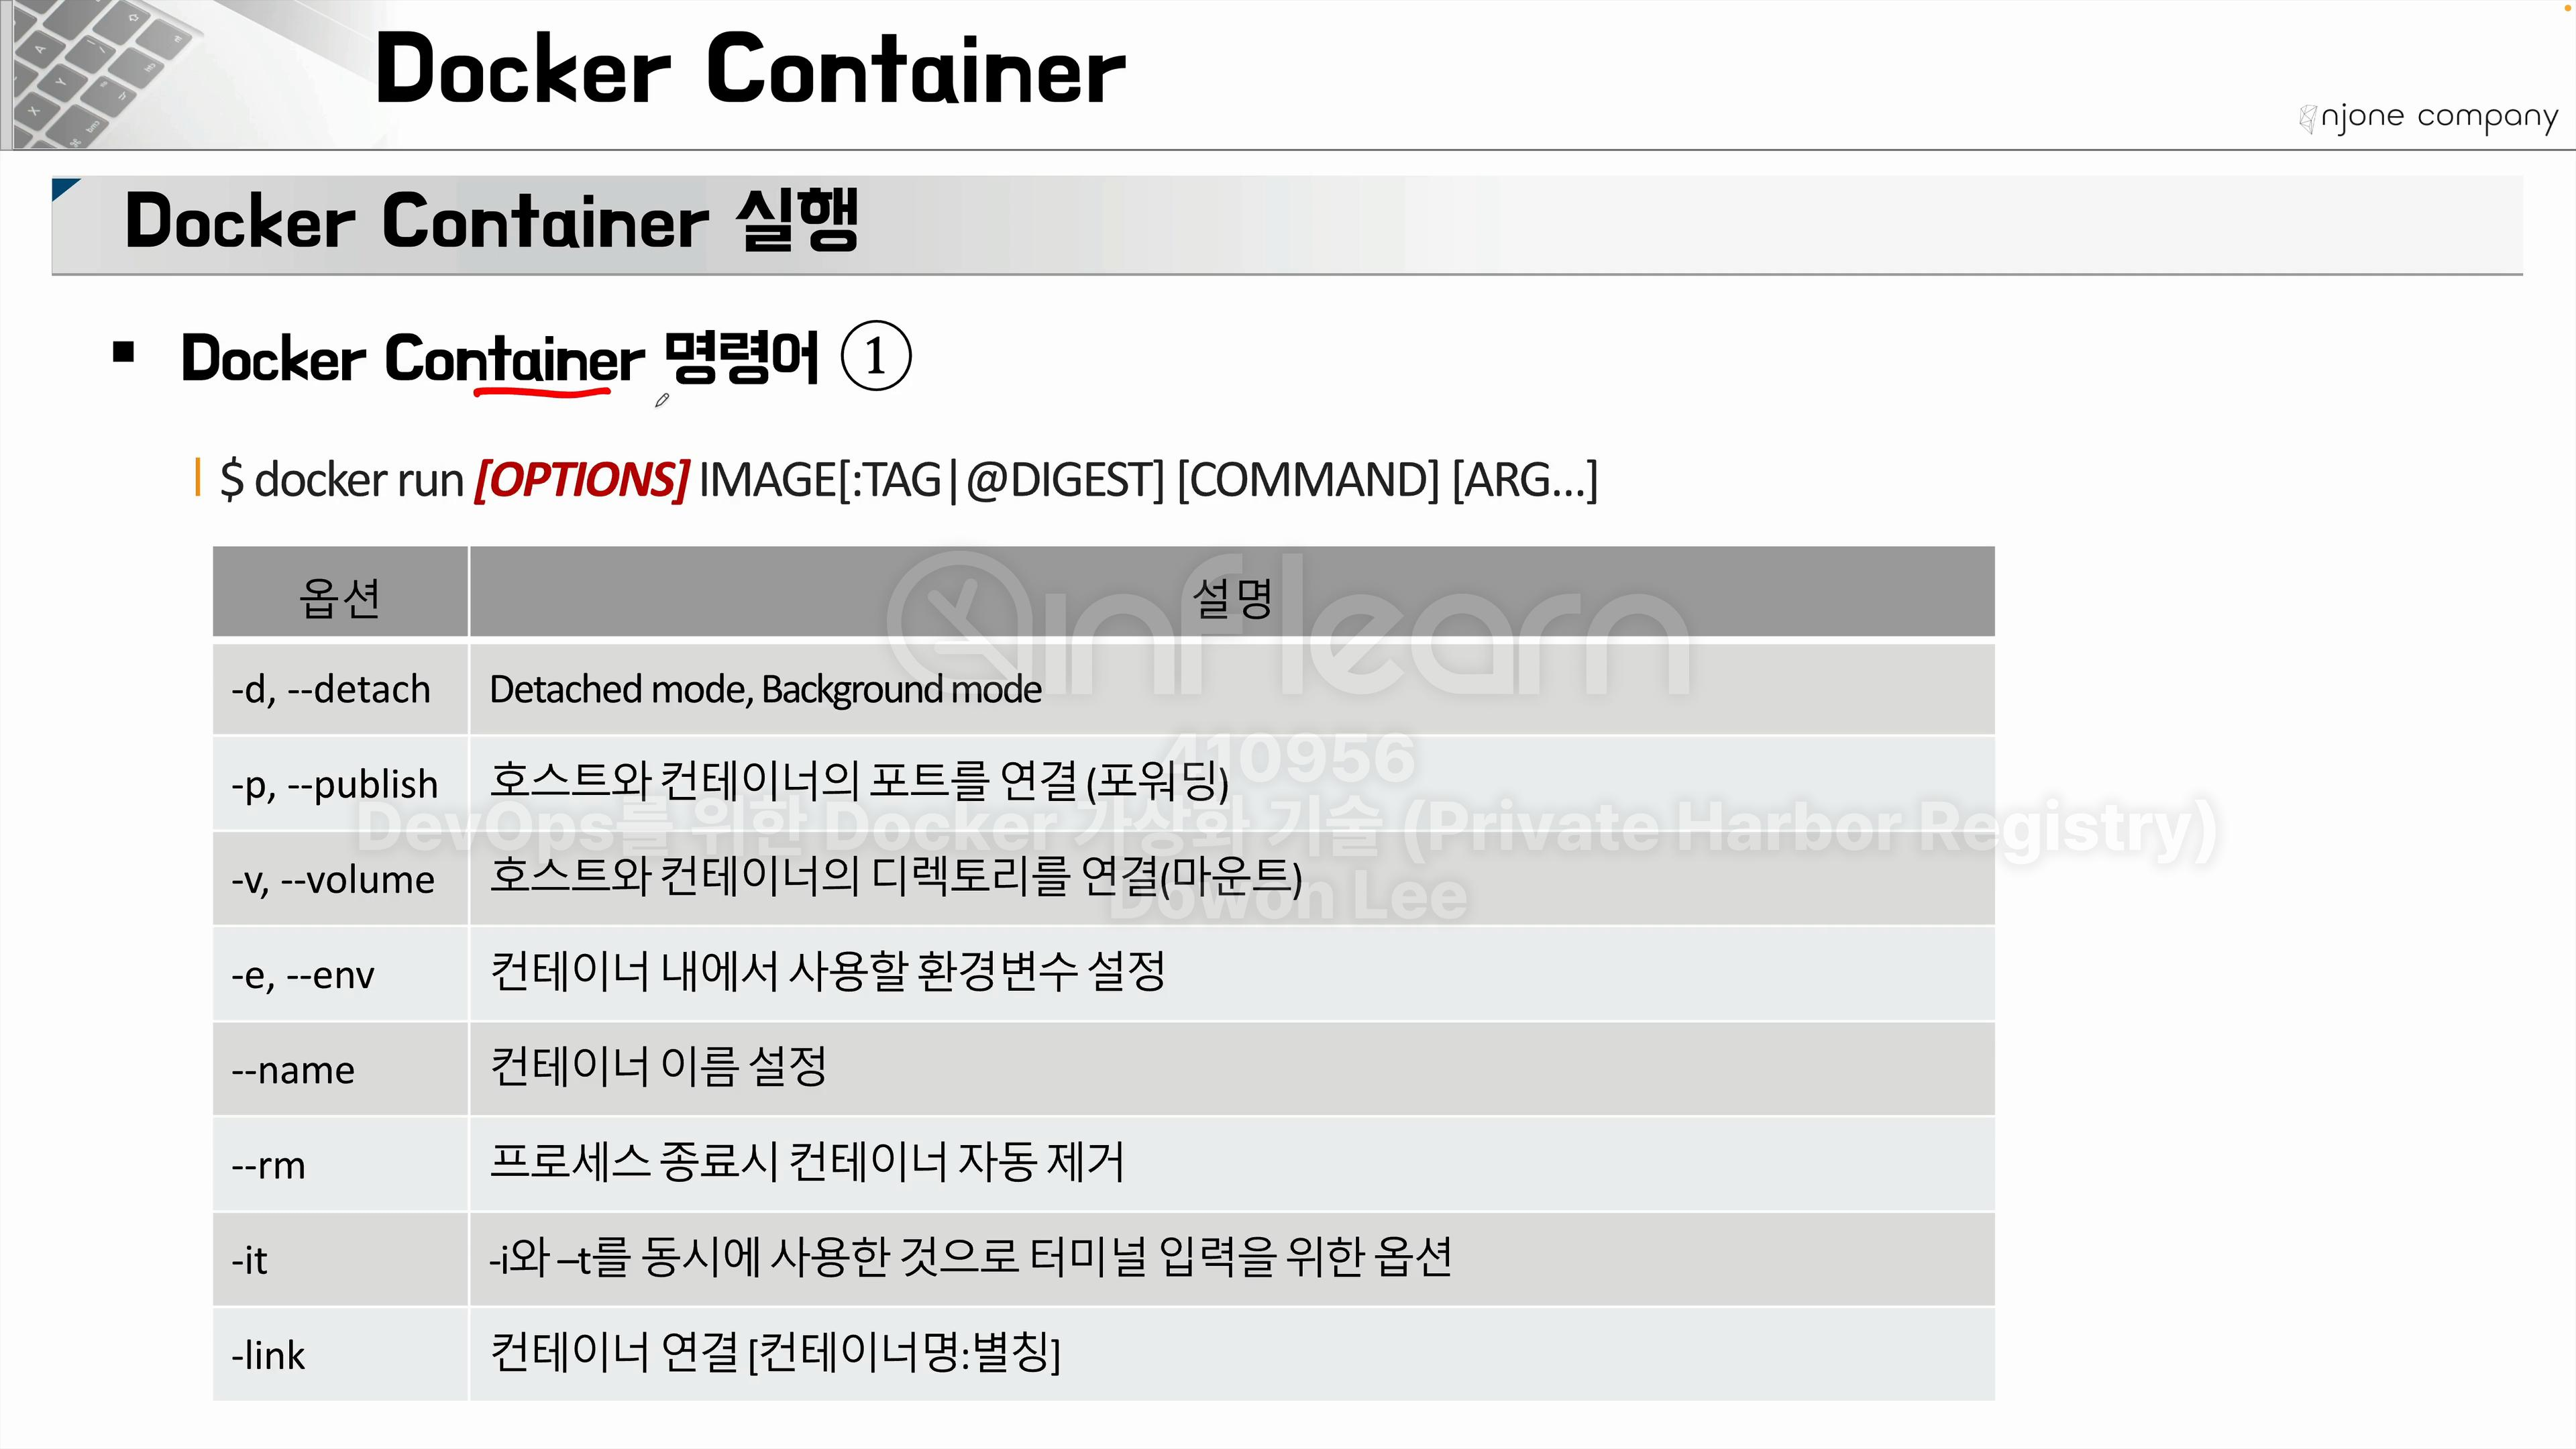 Docker Container
njone company
Docker Container 실행
▪ Docker Container 명령어 ①
$ docker run [OPTIONS] IMAGE[:TAG|@DIGEST] [COMMAND] [ARG...]
옵션 설명
-d, --detach Detached mode, Background mode
-p, --publish 호스트와 컨테이너의 포트를 연결 (포워딩)
-v, --volume 호스트와 컨테이너의 디렉토리를 연결(마운트)
-e, --env 컨테이너 내에서 사용할 환경변수 설정
--name 컨테이너 이름 설정
--rm 프로세스 종료시 컨테이너 자동 제거
-it -i와 –t를 동시에 사용한 것으로 터미널 입력을 위한 옵션
-link 컨테이너 연결 [컨테이너명:별칭]
inflearn
410956
DevOps를 위한 Docker 가상화 기술 (Private Harbor Registry)
Dowon Lee